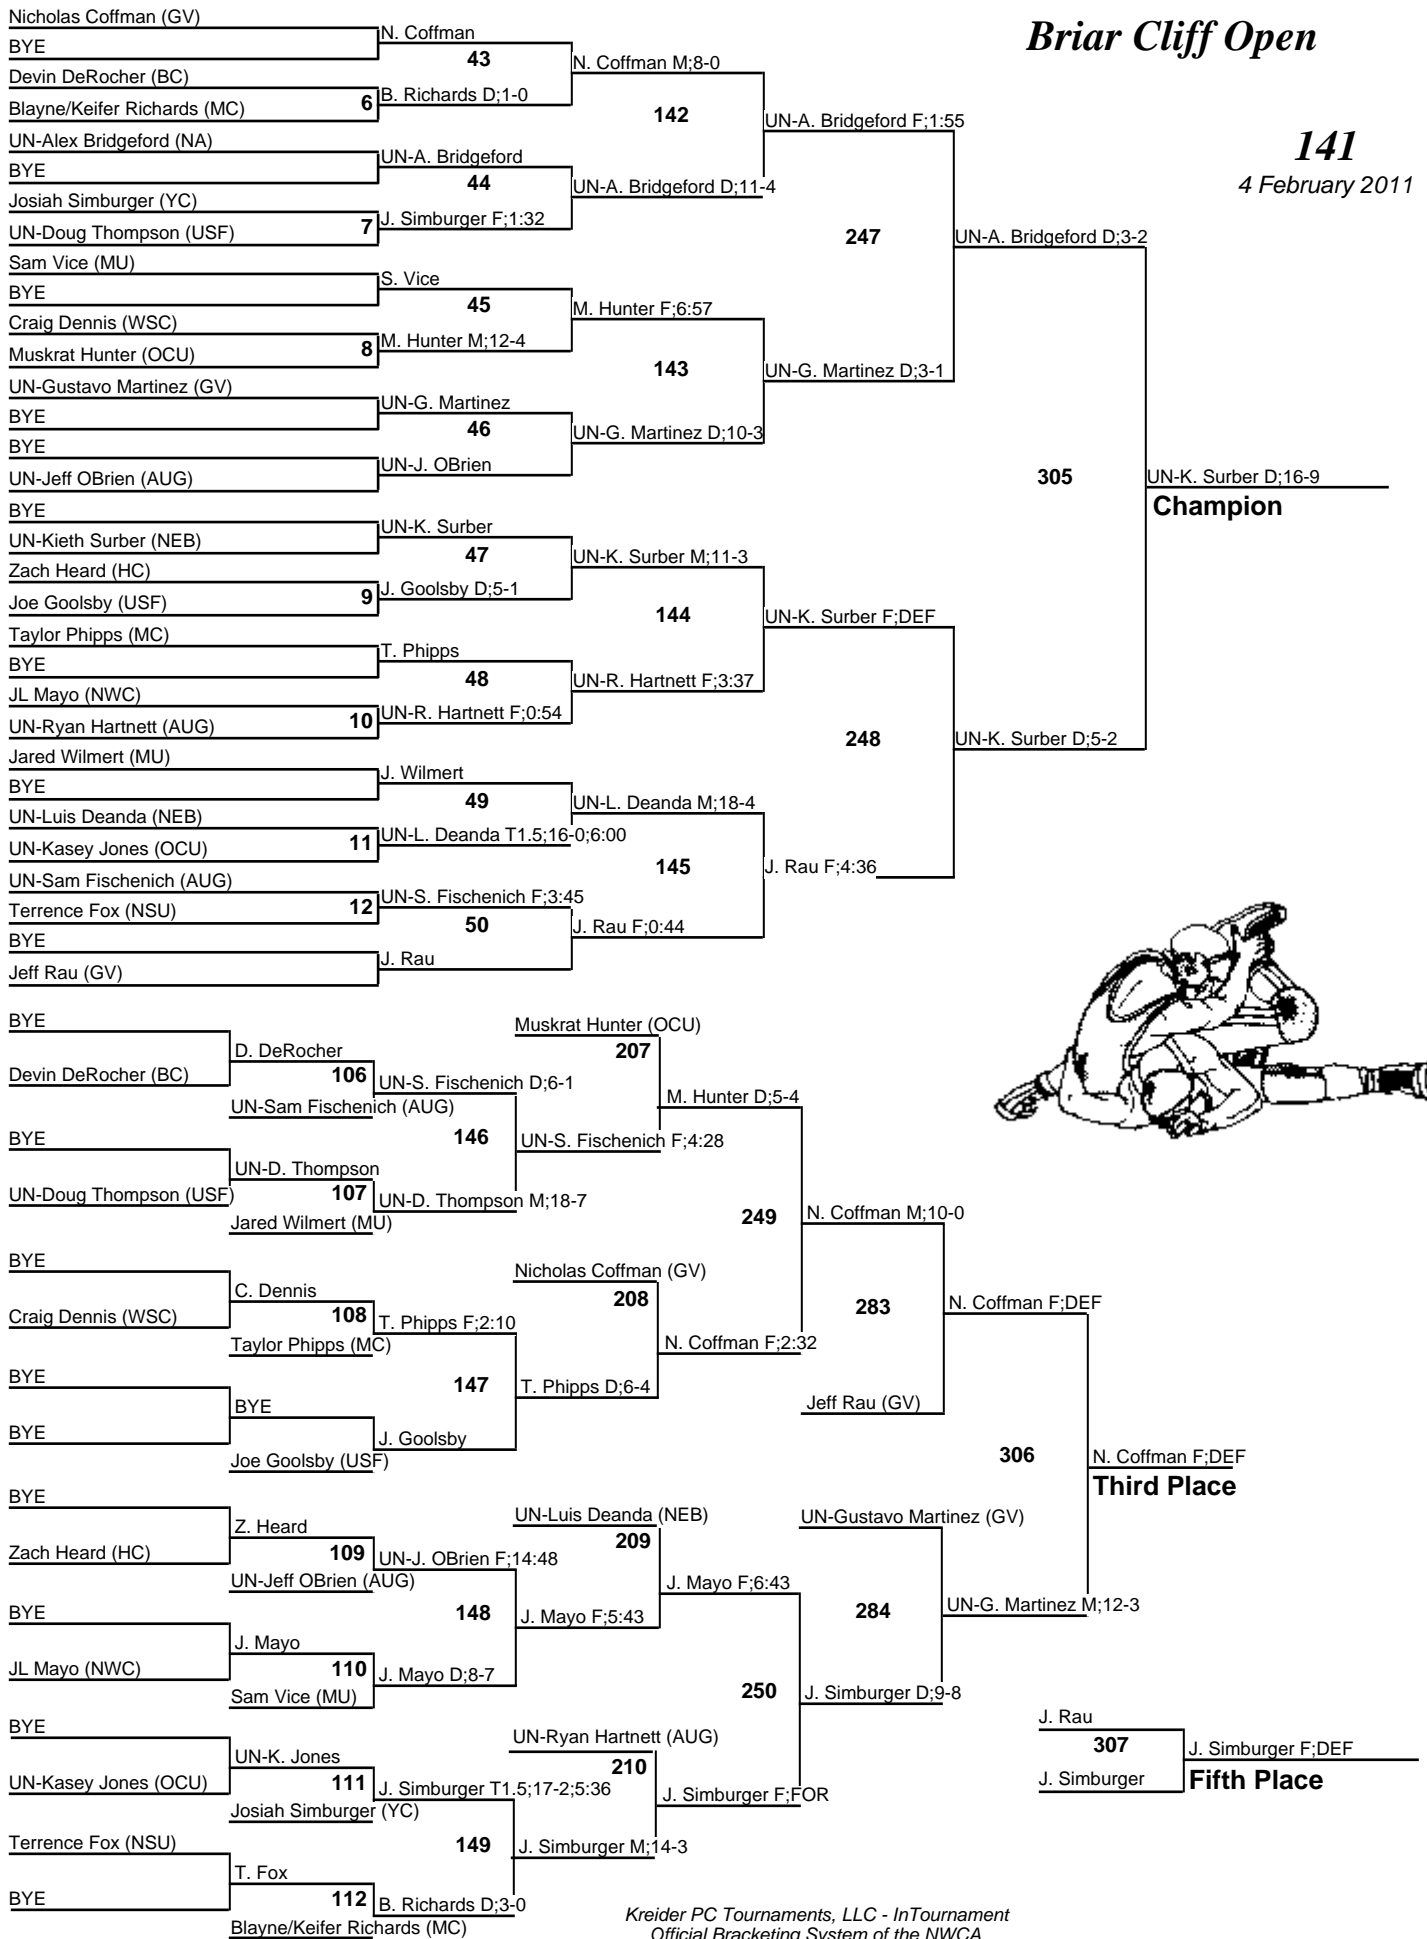 Briar Cliff Open
141
4 February 2011
Nicholas Coffman (GV)
BYE
Devin DeRocher (BC)
Blayne/Keifer Richards (MC)
UN-Alex Bridgeford (NA)
BYE
Josiah Simburger (YC)
UN-Doug Thompson (USF)
Sam Vice (MU)
BYE
Craig Dennis (WSC)
Muskrat Hunter (OCU)
UN-Gustavo Martinez (GV)
BYE
BYE
UN-Jeff OBrien (AUG)
BYE
UN-Kieth Surber (NEB)
Zach Heard (HC)
Joe Goolsby (USF)
Taylor Phipps (MC)
BYE
JL Mayo (NWC)
UN-Ryan Hartnett (AUG)
Jared Wilmert (MU)
BYE
UN-Luis Deanda (NEB)
UN-Kasey Jones (OCU)
UN-Sam Fischenich (AUG)
Terrence Fox (NSU)
BYE
Jeff Rau (GV)
6
7
8
9
10
11
12
N. Coffman
43
B. Richards D;1-0
UN-A. Bridgeford
44
J. Simburger F;1:32
S. Vice
45
M. Hunter M;12-4
UN-G. Martinez
46
UN-J. OBrien
UN-K. Surber
47
J. Goolsby D;5-1
T. Phipps
48
UN-R. Hartnett F;0:54
J. Wilmert
49
UN-L. Deanda T1.5;16-0;6:00
UN-S. Fischenich F;3:45
50
J. Rau
N. Coffman M;8-0
142
UN-A. Bridgeford D;11-4
M. Hunter F;6:57
143
UN-G. Martinez D;10-3
UN-K. Surber M;11-3
144
UN-R. Hartnett F;3:37
UN-L. Deanda M;18-4
145
J. Rau F;0:44
UN-A. Bridgeford F;1:55
247
UN-G. Martinez D;3-1
UN-K. Surber F;DEF
248
J. Rau F;4:36
UN-A. Bridgeford D;3-2
305
UN-K. Surber D;5-2
UN-K. Surber D;16-9
Champion
BYE
Devin DeRocher (BC)
BYE
UN-Doug Thompson (USF)
BYE
Craig Dennis (WSC)
BYE
BYE
BYE
Zach Heard (HC)
BYE
JL Mayo (NWC)
BYE
UN-Kasey Jones (OCU)
Terrence Fox (NSU)
BYE
D. DeRocher
106
UN-Sam Fischenich (AUG)
UN-D. Thompson
107
Jared Wilmert (MU)
C. Dennis
108
Taylor Phipps (MC)
BYE
Joe Goolsby (USF)
Z. Heard
109
UN-Jeff OBrien (AUG)
J. Mayo
110
Sam Vice (MU)
UN-K. Jones
111
Josiah Simburger (YC)
T. Fox
112
Blayne/Keifer Richards (MC)
UN-S. Fischenich D;6-1
146
UN-D. Thompson M;18-7
T. Phipps F;2:10
147
J. Goolsby
UN-J. OBrien F;14:48
148
J. Mayo D;8-7
J. Simburger T1.5;17-2;5:36
149
B. Richards D;3-0
Muskrat Hunter (OCU)
207
UN-S. Fischenich F;4:28
Nicholas Coffman (GV)
208
T. Phipps D;6-4
UN-Luis Deanda (NEB)
209
J. Mayo F;5:43
UN-Ryan Hartnett (AUG)
210
J. Simburger M;14-3
M. Hunter D;5-4
249
N. Coffman F;2:32
J. Mayo F;6:43
250
J. Simburger F;FOR
N. Coffman M;10-0
283
Jeff Rau (GV)
UN-Gustavo Martinez (GV)
284
J. Simburger D;9-8
N. Coffman F;DEF
306
UN-G. Martinez M;12-3
N. Coffman F;DEF
Third Place
J. Rau
307
J. Simburger
J. Simburger F;DEF
Fifth Place
Kreider PC Tournaments, LLC - InTournament
Official Bracketing System of the NWCA